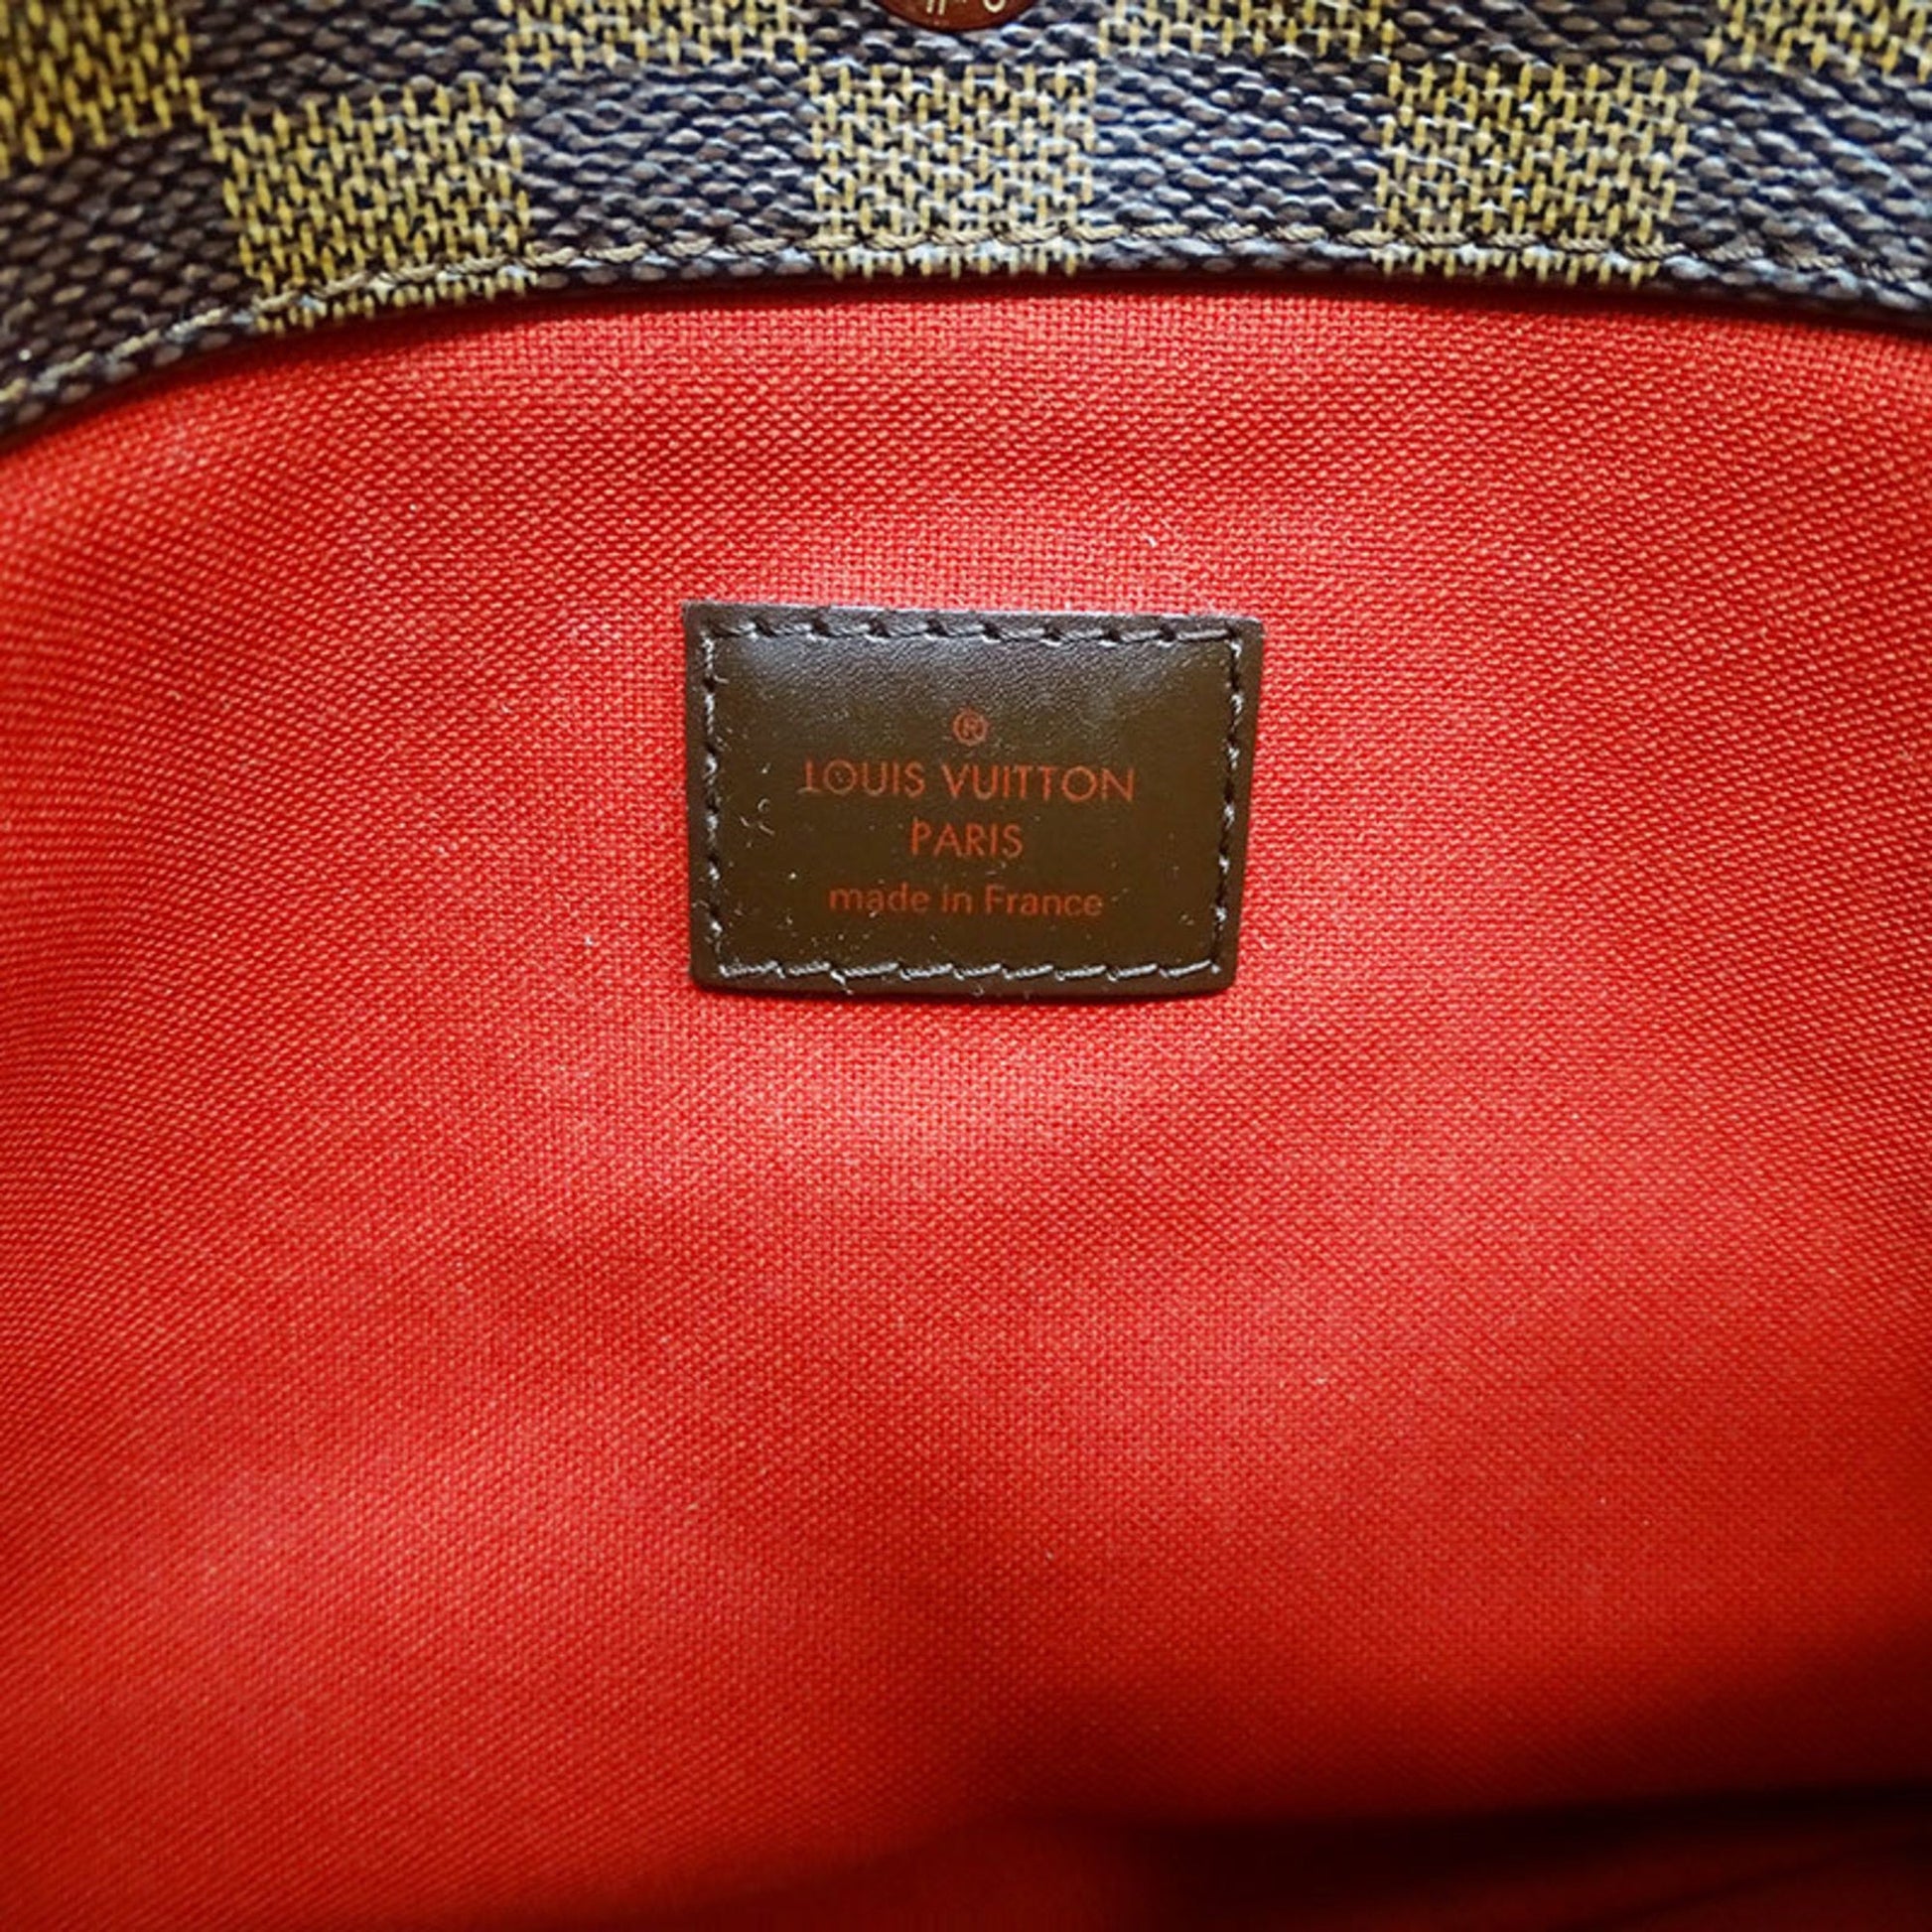 ®
LOUIS VUITTON
PARIS
made in France